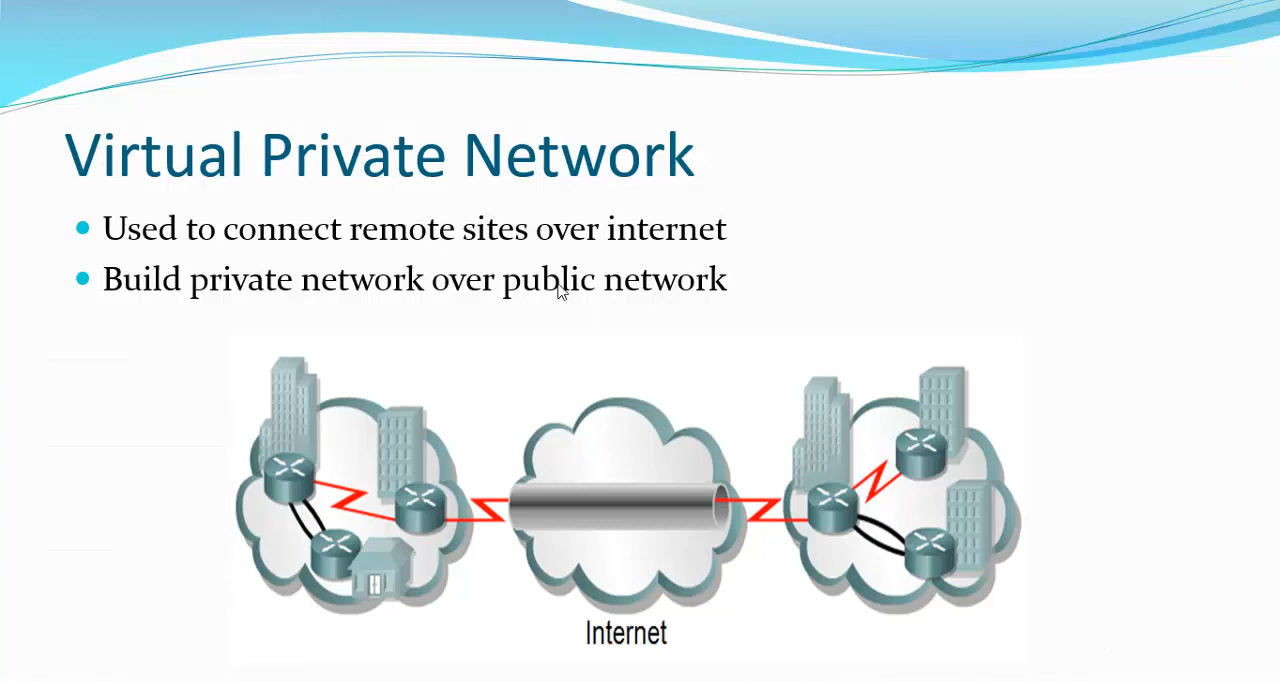 Virtual Private Network
Used to connect remote sites over internet
Build private network over public network
Internet